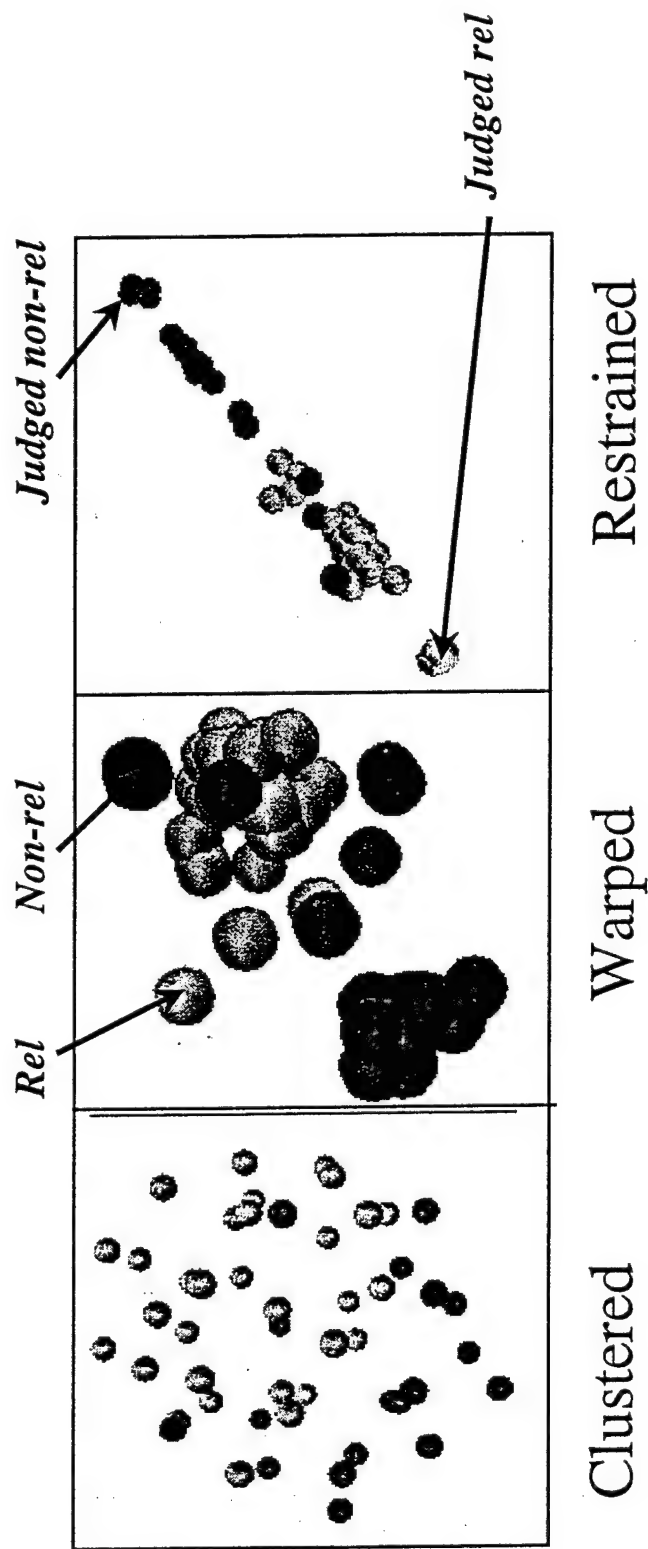 Rel
Non-rel
Judged non-rel
Judged rel
Clustered
Warped
Restrained